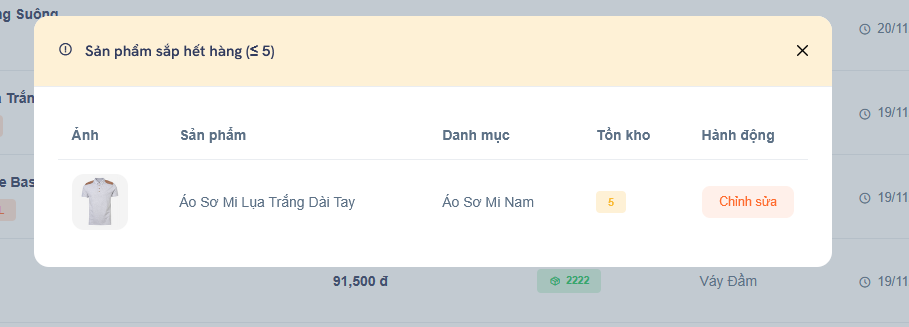 ng Suông
20/11
Sản phẩm sắp hết hàng (≤ 5)
a Trắn
19/11
Ảnh Sản phẩm Danh mục Tồn kho Hành động
e Bas
L
Áo Sơ Mi Lụa Trắng Dài Tay Áo Sơ Mi Nam 5 Chỉnh sửa
19/11
91,500 đ 2222 Váy Đầm 19/11